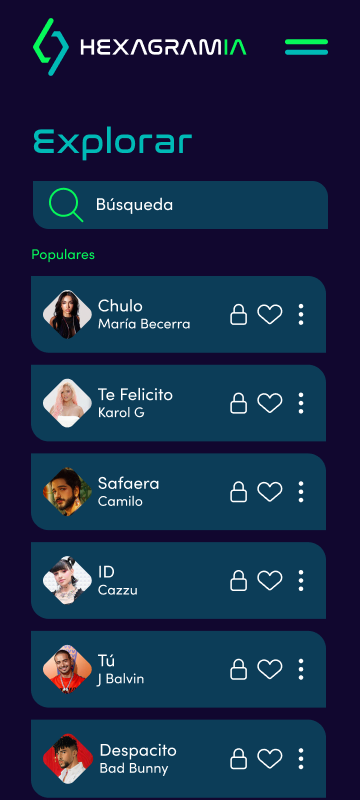 HEXAGRAMIA
Explorar
Búsqueda
Populares
Chulo
María Becerra
Te Felicito
Karol G
Safaera
Camilo
ID
Cazzu
Tú
J Balvin
Despacito
Bad Bunny